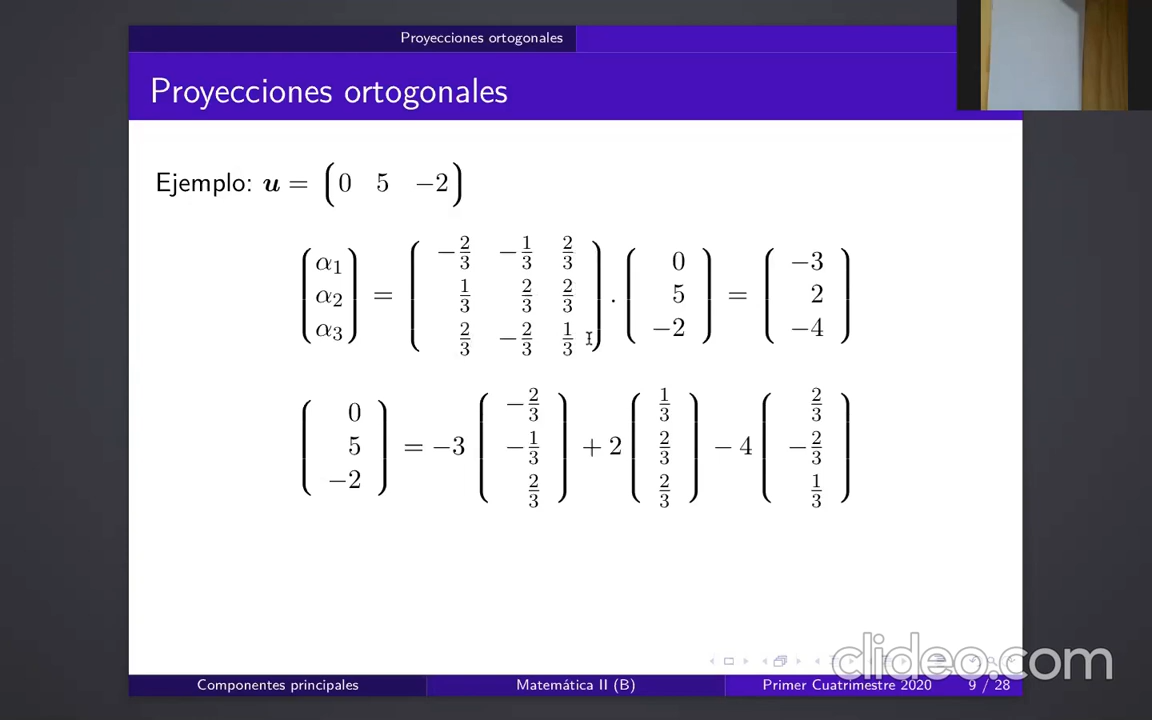 Proyecciones ortogonales
Proyecciones ortogonales
Ejemplo: u = (0 5 −2)
(α1 α2 α3) = (−2/3 −1/3 2/3; 1/3 2/3 2/3; 2/3 −2/3 1/3) . (0 5 −2) = (−3 2 −4)
(0 5 −2) = −3 (−2/3 −1/3 2/3) + 2 (1/3 2/3 2/3) − 4 (2/3 −2/3 1/3)
clideo.com
Componentes principales Matemática II (B) Primer Cuatrimestre 2020 9 / 28